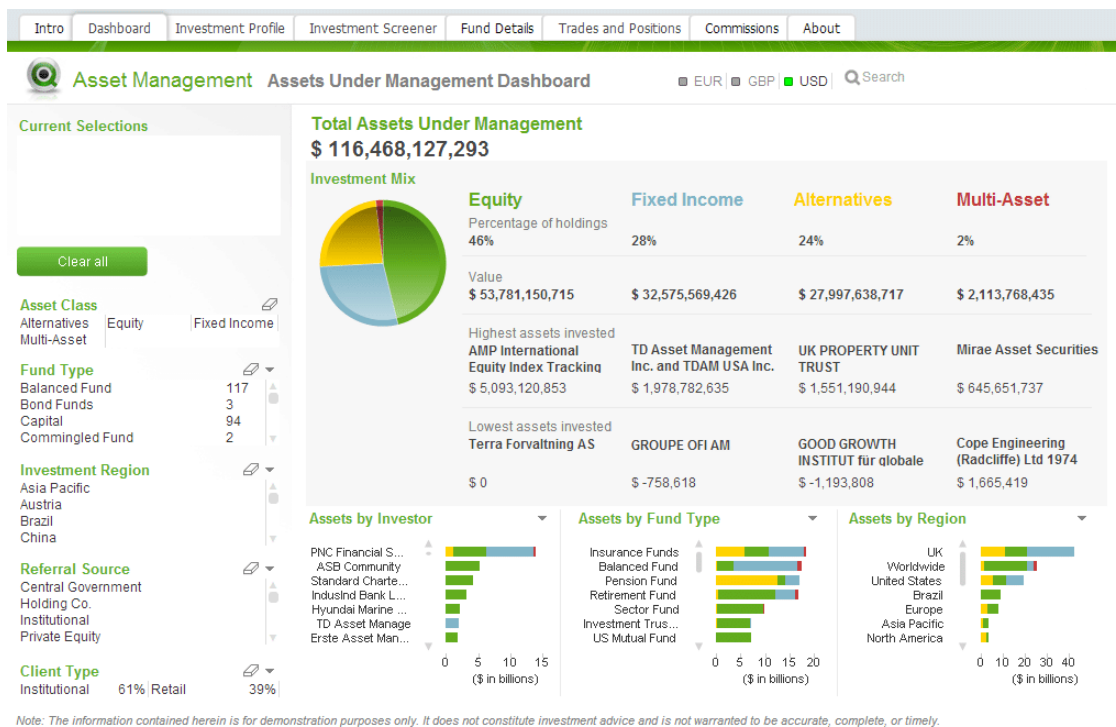 Intro Dashboard Investment Profile Investment Screener Fund Details Trades and Positions Commissions About
Asset Management Assets Under Management Dashboard EUR GBP USD Search
Current Selections
Clear all
Asset Class
Alternatives Equity Fixed Income
Multi-Asset
Fund Type
Balanced Fund 117
Bond Funds 3
Capital 94
Commingled Fund 2
Investment Region
Asia Pacific
Austria
Brazil
China
Referral Source
Central Government
Holding Co.
Institutional
Private Equity
Client Type
Institutional 61% Retail 39%
Total Assets Under Management
$ 116,468,127,293
Investment Mix
Equity Fixed Income Alternatives Multi-Asset
Percentage of holdings
46% 28% 24% 2%
Value
$ 53,781,150,715 $ 32,575,569,426 $ 27,997,638,717 $ 2,113,768,435
Highest assets invested
AMP International TD Asset Management UK PROPERTY UNIT Mirae Asset Securities
Equity Index Tracking Inc. and TDAM USA Inc. TRUST
$ 5,093,120,853 $ 1,978,782,635 $ 1,551,190,944 $ 645,651,737
Lowest assets invested
Terra Forvaltning AS GROUPE OFI AM GOOD GROWTH Cope Engineering
INSTITUT für globale (Radcliffe) Ltd 1974
$ 0 $ -758,618 $ -1,193,808 $ 1,665,419
Assets by Investor
PNC Financial S...
ASB Community
Standard Charte...
IndusInd Bank L...
Hyundai Marine ...
TD Asset Manage
Erste Asset Man...
0 5 10 15
($ in billions)
Assets by Fund Type
Insurance Funds
Balanced Fund
Pension Fund
Retirement Fund
Sector Fund
Investment Trus...
US Mutual Fund
0 5 10 15 20
($ in billions)
Assets by Region
UK
Worldwide
United States
Brazil
Europe
Asia Pacific
North America
0 10 20 30 40
($ in billions)
Note: The information contained herein is for demonstration purposes only. It does not constitute investment advice and is not warranted to be accurate, complete, or timely.